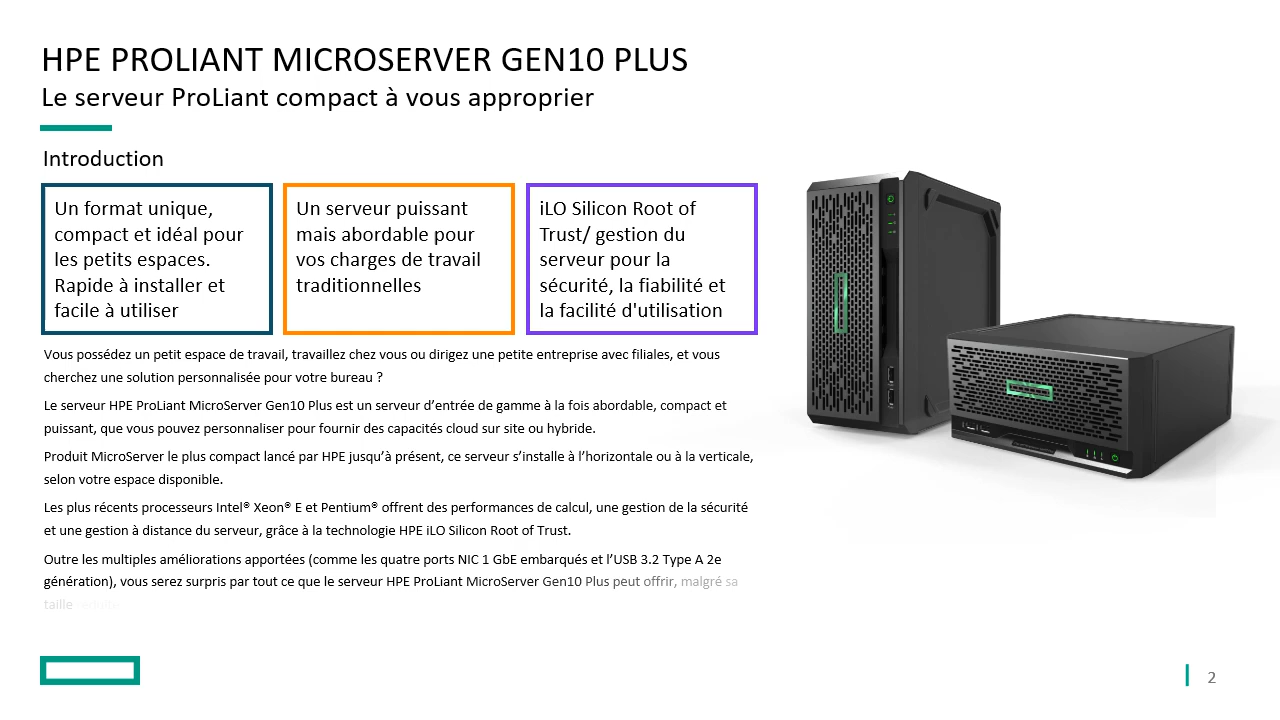 HPE PROLIANT MICROSERVER GEN10 PLUS
Le serveur ProLiant compact à vous approprier
Introduction
Un format unique,
compact et idéal pour
les petits espaces.
Rapide à installer et
facile à utiliser
Un serveur puissant
mais abordable pour
vos charges de travail
traditionnelles
iLO Silicon Root of
Trust/ gestion du
serveur pour la
sécurité, la fiabilité et
la facilité d'utilisation
Vous possédez un petit espace de travail, travaillez chez vous ou dirigez une petite entreprise avec filiales, et vous
cherchez une solution personnalisée pour votre bureau ?
Le serveur HPE ProLiant MicroServer Gen10 Plus est un serveur d’entrée de gamme à la fois abordable, compact et
puissant, que vous pouvez personnaliser pour fournir des capacités cloud sur site ou hybride.
Produit MicroServer le plus compact lancé par HPE jusqu’à présent, ce serveur s’installe à l’horizontale ou à la verticale,
selon votre espace disponible.
Les plus récents processeurs Intel® Xeon® E et Pentium® offrent des performances de calcul, une gestion de la sécurité
et une gestion à distance du serveur, grâce à la technologie HPE iLO Silicon Root of Trust.
Outre les multiples améliorations apportées (comme les quatre ports NIC 1 GbE embarqués et l’USB 3.2 Type A 2e
génération), vous serez surpris par tout ce que le serveur HPE ProLiant MicroServer Gen10 Plus peut offrir, malgré sa
taille
2